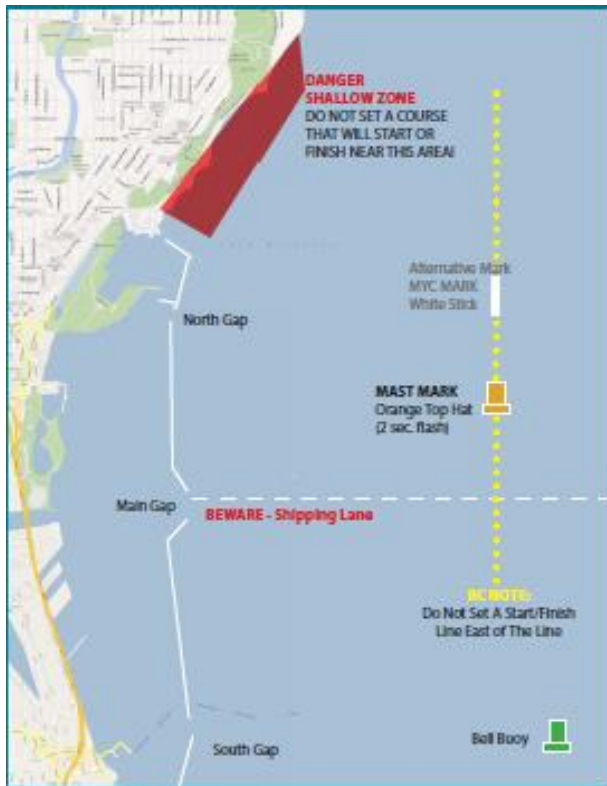 DANGER
SHALLOW ZONE
DO NOT SET A COURSE
THAT WILL START OR
FINISH NEAR THIS AREA!
Alternative Mark
MYC MARK
White Stick
North Gap
MAST MARK
Orange Top Hat
(2 sec. flash)
Main Gap
BEWARE - Shipping Lane
RC NOTE:
Do Not Set A Start/Finish
Line East of The Line
South Gap
Bell Buoy